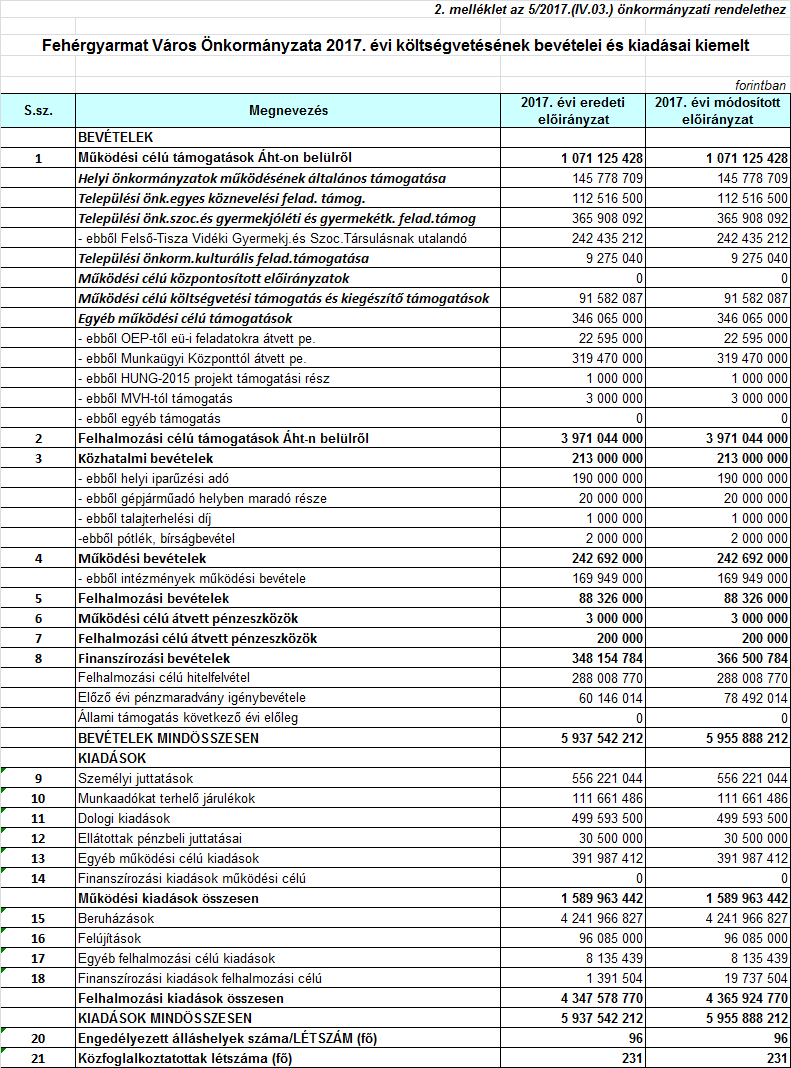 2. melléklet az 5/2017.(IV.03.) önkormányzati rendelethez
Fehérgyarmat Város Önkormányzata 2017. évi költségvetésének bevételei és kiadásai kiemelt
forintban
S.sz. Megnevezés 2017. évi eredeti előirányzat 2017. évi módosított előirányzat
BEVÉTELEK
1 Működési célú támogatások Áht-on belülről 1 071 125 428 1 071 125 428
Helyi önkormányzatok működésének általános támogatása 145 778 709 145 778 709
Települési önk.egyes köznevelési felad. támog. 112 516 500 112 516 500
Települési önk.szoc.és gyermekjóléti és gyermekétk. felad.támog 365 908 092 365 908 092
- ebből Felső-Tisza Vidéki Gyermekj.és Szoc.Társulásnak utalandó 242 435 212 242 435 212
Települési önkorm.kulturális felad.támogatása 9 275 040 9 275 040
Működési célú központosított előirányzatok 0 0
Működési célú költségvetési támogatás és kiegészítő támogatások 91 582 087 91 582 087
Egyéb működési célú támogatások 346 065 000 346 065 000
- ebből OEP-től eü-i feladatokra átvett pe. 22 595 000 22 595 000
- ebből Munkaügyi Központtól átvett pe. 319 470 000 319 470 000
- ebből HUNG-2015 projekt támogatási rész 1 000 000 1 000 000
- ebből MVH-tól támogatás 3 000 000 3 000 000
- ebből egyéb támogatás 0 0
2 Felhalmozási célú támogatások Áht-n belülről 3 971 044 000 3 971 044 000
3 Közhatalmi bevételek 213 000 000 213 000 000
- ebből helyi iparűzési adó 190 000 000 190 000 000
- ebből gépjárműadó helyben maradó része 20 000 000 20 000 000
- ebből talajterhelési díj 1 000 000 1 000 000
-ebből pótlék, bírságbevétel 2 000 000 2 000 000
4 Működési bevételek 242 692 000 242 692 000
- ebből intézmények működési bevétele 169 949 000 169 949 000
5 Felhalmozási bevételek 88 326 000 88 326 000
6 Működési célú átvett pénzeszközök 3 000 000 3 000 000
7 Felhalmozási célú átvett pénzeszközök 200 000 200 000
8 Finanszírozási bevételek 348 154 784 366 500 784
Felhalmozási célú hitelfelvétel 288 008 770 288 008 770
Előző évi pénzmaradvány igénybevétele 60 146 014 78 492 014
Állami támogatás következő évi előleg 0 0
BEVÉTELEK MINDÖSSZESEN 5 937 542 212 5 955 888 212
KIADÁSOK
9 Személyi juttatások 556 221 044 556 221 044
10 Munkaadókat terhelő járulékok 111 661 486 111 661 486
11 Dologi kiadások 499 593 500 499 593 500
12 Ellátottak pénzbeli juttatásai 30 500 000 30 500 000
13 Egyéb működési célú kiadások 391 987 412 391 987 412
14 Finanszírozási kiadások működési célú 0 0
Működési kiadások összesen 1 589 963 442 1 589 963 442
15 Beruházások 4 241 966 827 4 241 966 827
16 Felújítások 96 085 000 96 085 000
17 Egyéb felhalmozási célú kiadások 8 135 439 8 135 439
18 Finanszírozási kiadások felhalmozási célú 1 391 504 19 737 504
Felhalmozási kiadások összesen 4 347 578 770 4 365 924 770
KIADÁSOK MINDÖSSZESEN 5 937 542 212 5 955 888 212
20 Engedélyezett álláshelyek száma/LÉTSZÁM (fő) 96 96
21 Közfoglalkoztatottak létszáma (fő) 231 231